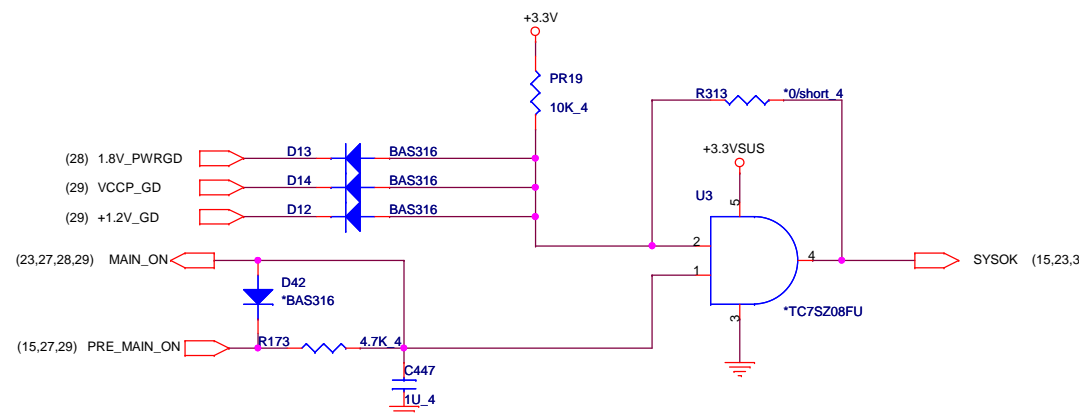 +3.3V
PR19
10K_4
R313 *0/short_4
(28) 1.8V_PWRGD D13 BAS316
+3.3VSUS
(29) VCCP_GD D14 BAS316
U3
5
(29) +1.2V_GD D12 BAS316
2
(23,27,28,29) MAIN_ON
4
SYSOK (15,23,3
1
D42
*BAS316
*TC7SZ08FU
3
(15,27,29) PRE_MAIN_ON R173 4.7K_4
C447
1U_4